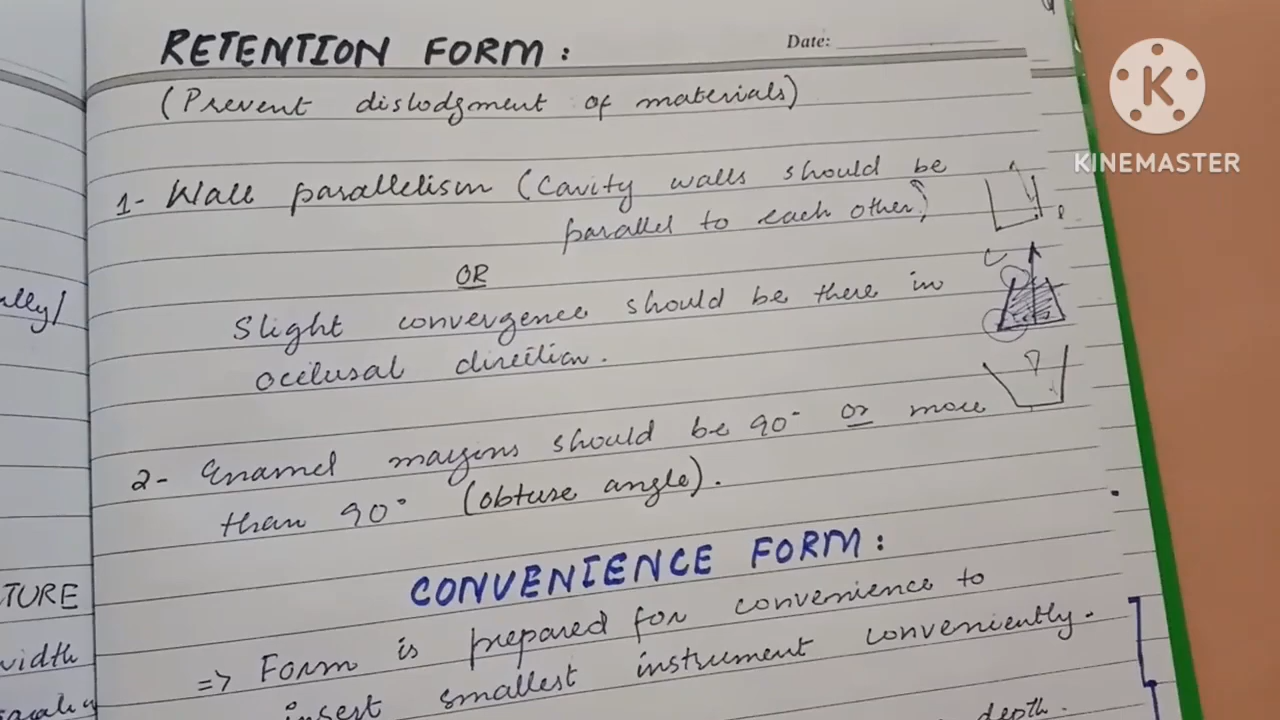 RETENTION FORM:
Date:
(Prevent dislodgment of materials)
1- Wall parallelism (Cavity walls should be
parallel to each other)
OR
Slight convergence should be there in
occlusal direction.
2- Enamel margins should be 90° or more
than 90° (obtuse angle).
CONVENIENCE FORM:
=> Form is prepared for convenience to
insert smallest instrument conveniently.
depth.
TURE
width
KINEMASTER